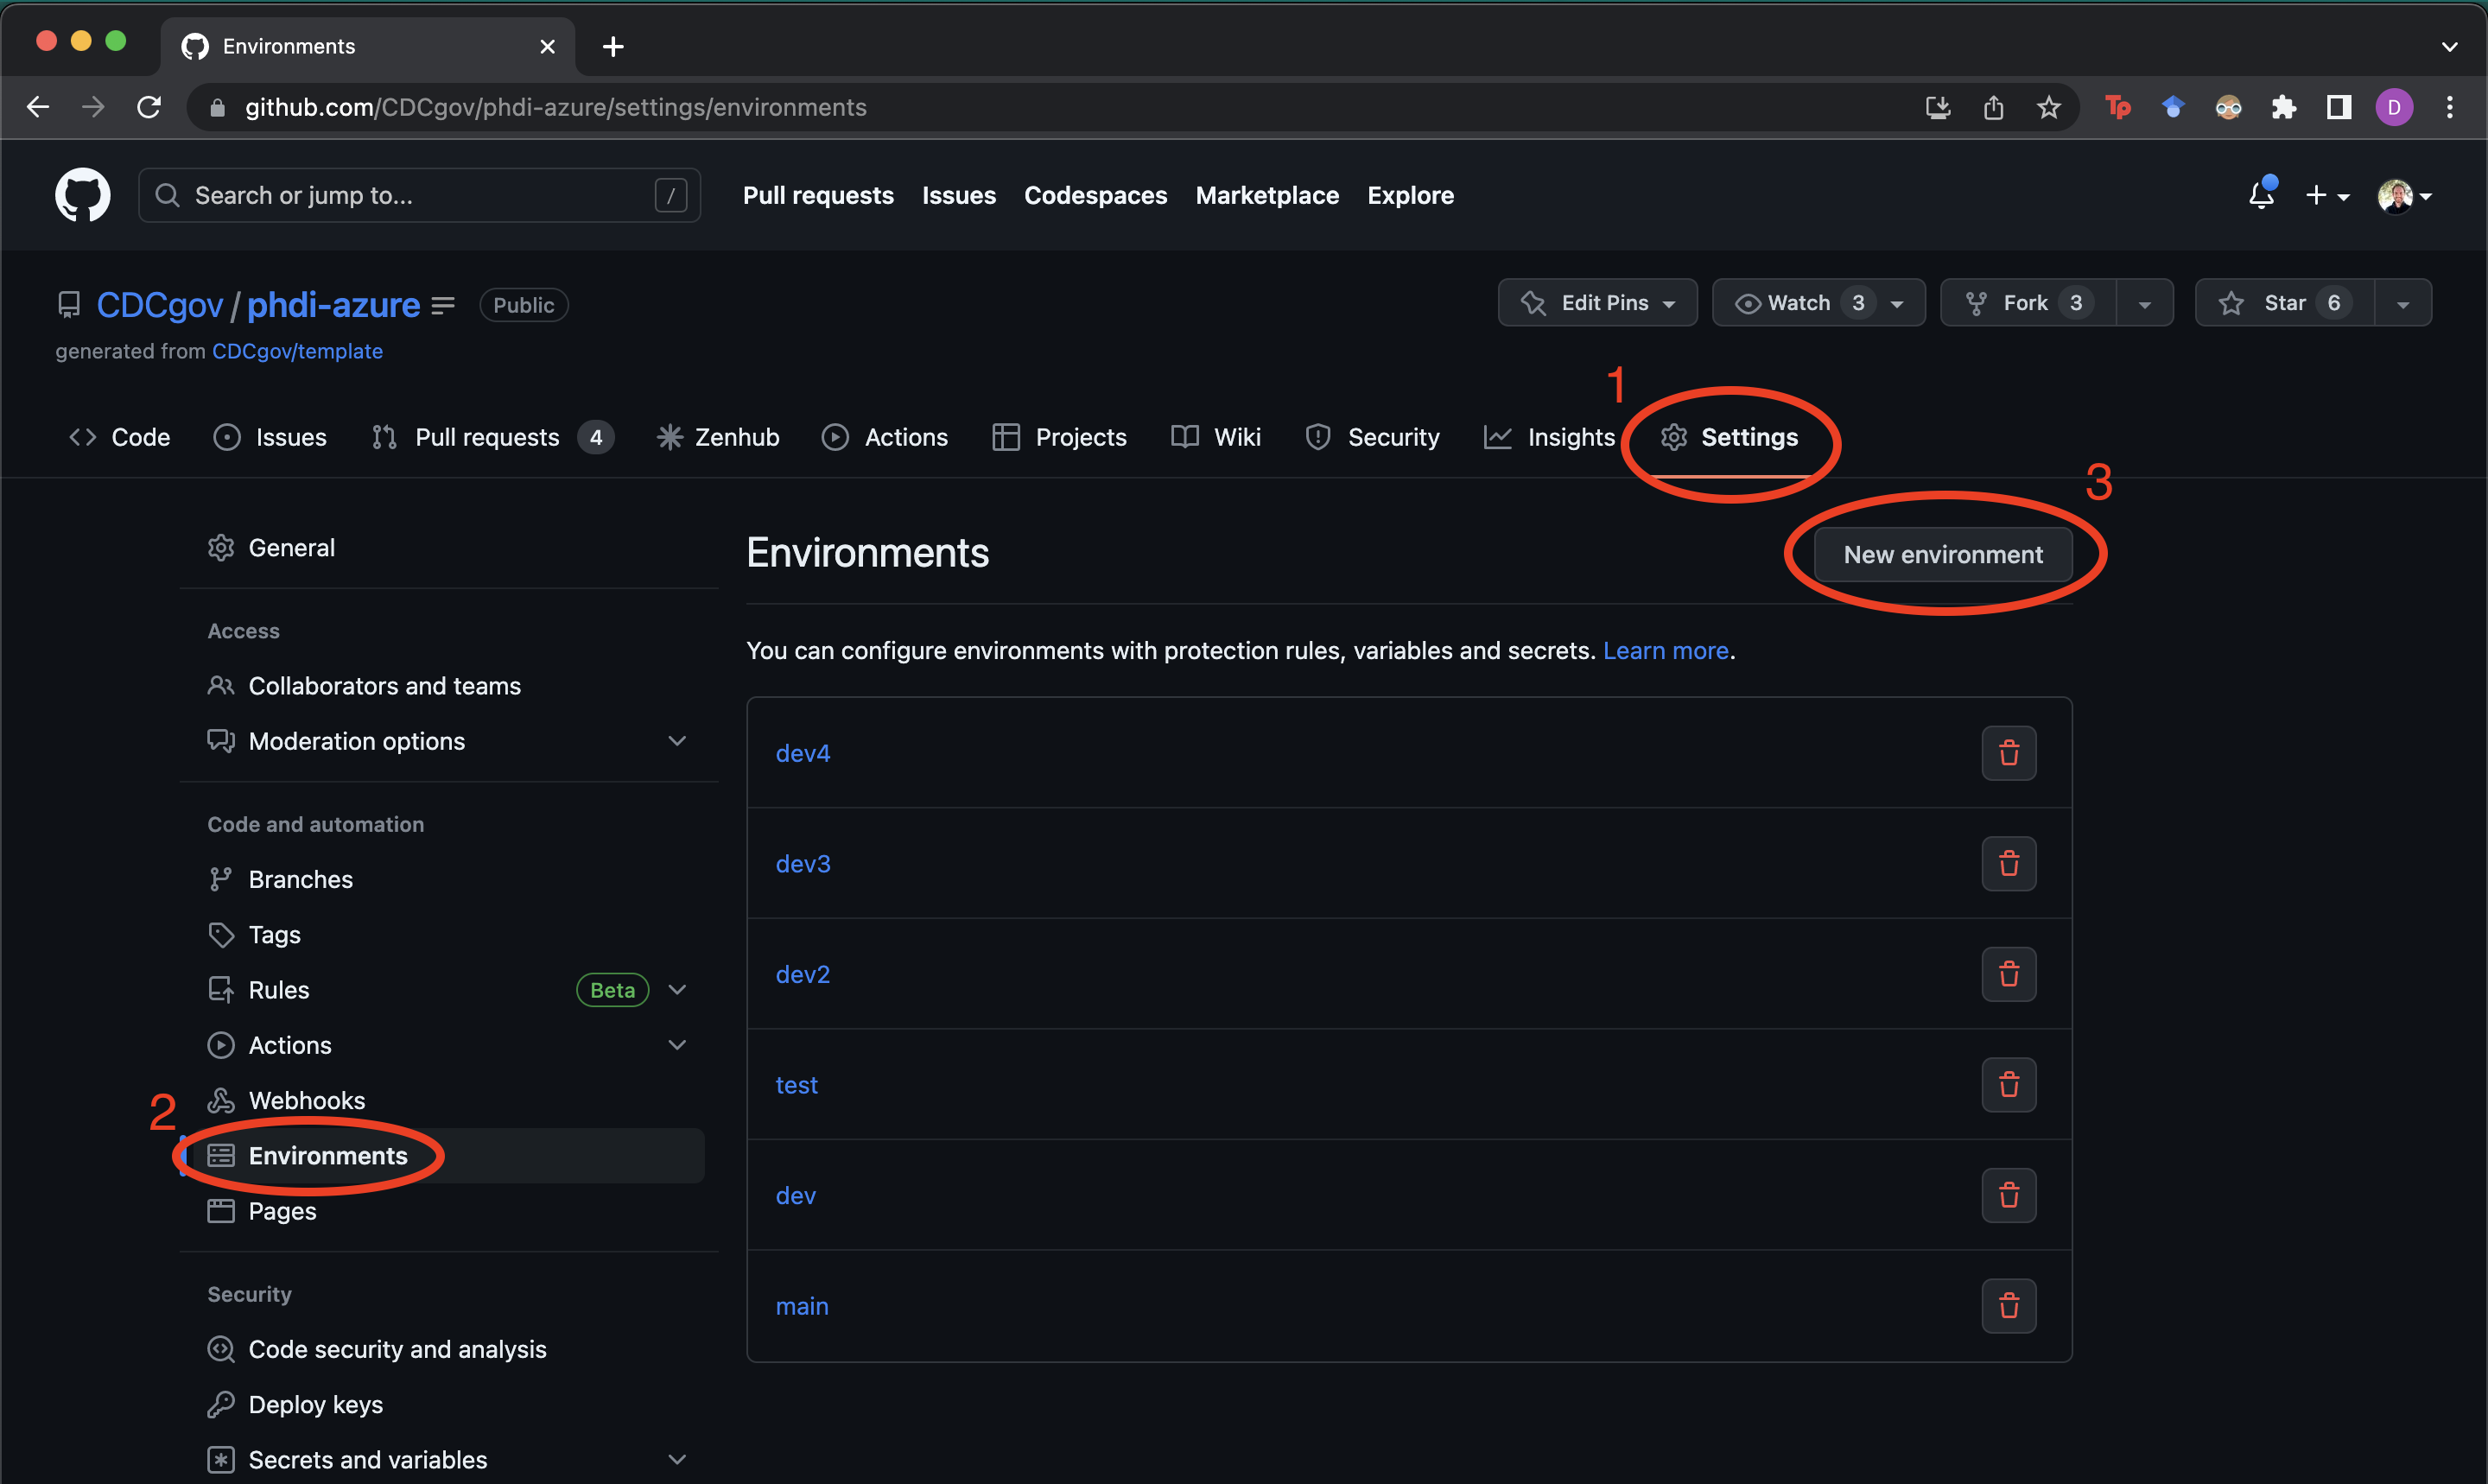 Environments
github.com/CDCgov/phdi-azure/settings/environments
Tp
D
Search or jump to... /
Pull requests Issues Codespaces Marketplace Explore
CDCgov / phdi-azure Public
Edit Pins Watch 3 Fork 3 Star 6
generated from CDCgov/template
1
Code Issues Pull requests 4 Zenhub Actions Projects Wiki Security Insights Settings
3
General
Environments
New environment
Access
You can configure environments with protection rules, variables and secrets. Learn more.
Collaborators and teams
Moderation options
dev4
Code and automation
dev3
Branches
Tags
dev2
Rules Beta
Actions
test
Webhooks
2
Environments
dev
Pages
Security
main
Code security and analysis
Deploy keys
Secrets and variables